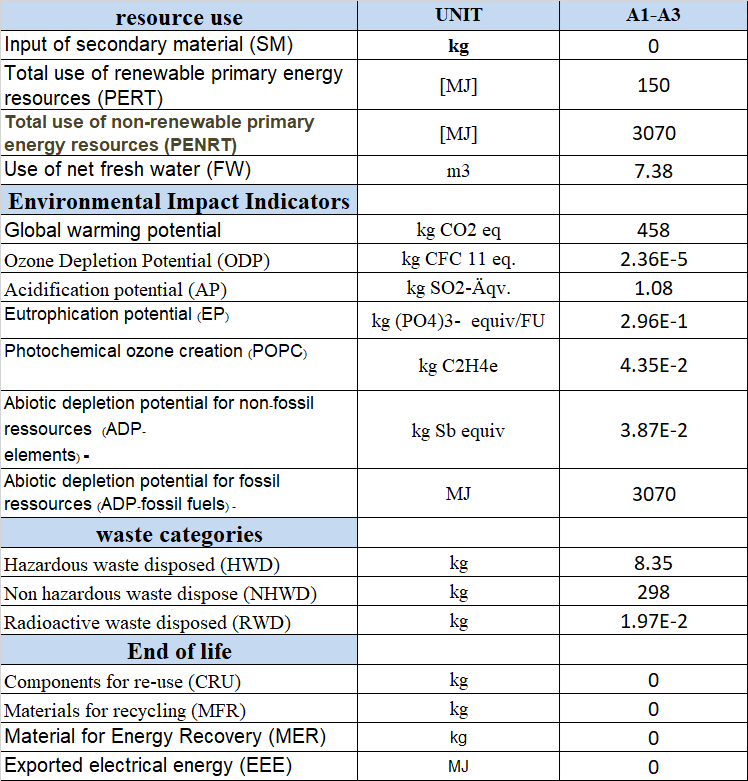 resource use UNIT A1-A3
Input of secondary material (SM) kg 0
Total use of renewable primary energy
resources (PERT) [MJ] 150
Total use of non-renewable primary
energy resources (PENRT) [MJ] 3070
Use of net fresh water (FW) m3 7.38
Environmental Impact Indicators
Global warming potential kg CO2 eq 458
Ozone Depletion Potential (ODP) kg CFC 11 eq. 2.36E-5
Acidification potential (AP) kg SO2-Äqv. 1.08
Eutrophication potential (EP) kg (PO4)3- equiv/FU 2.96E-1
Photochemical ozone creation (POPC) kg C2H4e 4.35E-2
Abiotic depletion potential for non-fossil
ressources (ADP-
elements) - kg Sb equiv 3.87E-2
Abiotic depletion potential for fossil
ressources (ADP-fossil fuels) - MJ 3070
waste categories
Hazardous waste disposed (HWD) kg 8.35
Non hazardous waste dispose (NHWD) kg 298
Radioactive waste disposed (RWD) kg 1.97E-2
End of life
Components for re-use (CRU) kg 0
Materials for recycling (MFR) kg 0
Material for Energy Recovery (MER) kg 0
Exported electrical energy (EEE) MJ 0